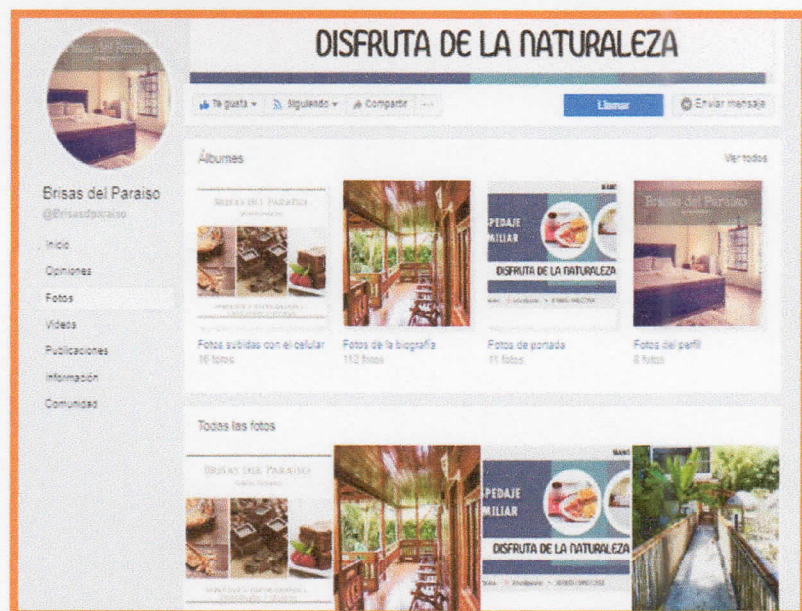 DISFRUTA DE LA NATURALEZA
Te gusta
Siguiendo
Compartir
Llamar
Enviar mensaje
Brisas del Paraiso
@Brisasdparaiso
Inicio
Opiniones
Fotos
Videos
Publicaciones
Información
Comunidad
Álbumes
Ver todos
BRISAS DEL PARAISO
SPEDAJE
MILIAR
DISFRUTA DE LA NATURALEZA
Brisas del Paraiso
Fotos subidas con el celular
16 fotos
Fotos de la biografía
112 fotos
Fotos de portada
11 fotos
Fotos del perfil
8 fotos
Todas las fotos
BRISAS DEL PARAISO
SPEDAJE
MILIAR
DISFRUTA DE LA NATURALEZA